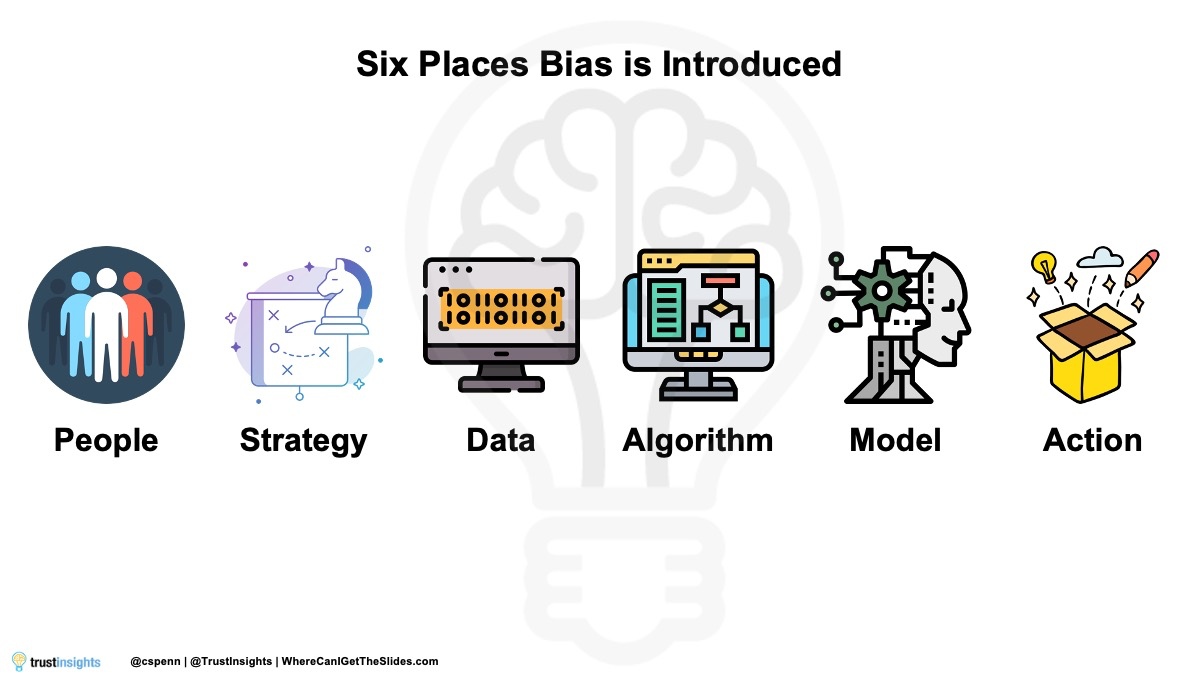 Six Places Bias is Introduced
People
Strategy
Data
Algorithm
Model
Action
trustinsights
@cspenn | @TrustInsights | WhereCanIGetTheSlides.com